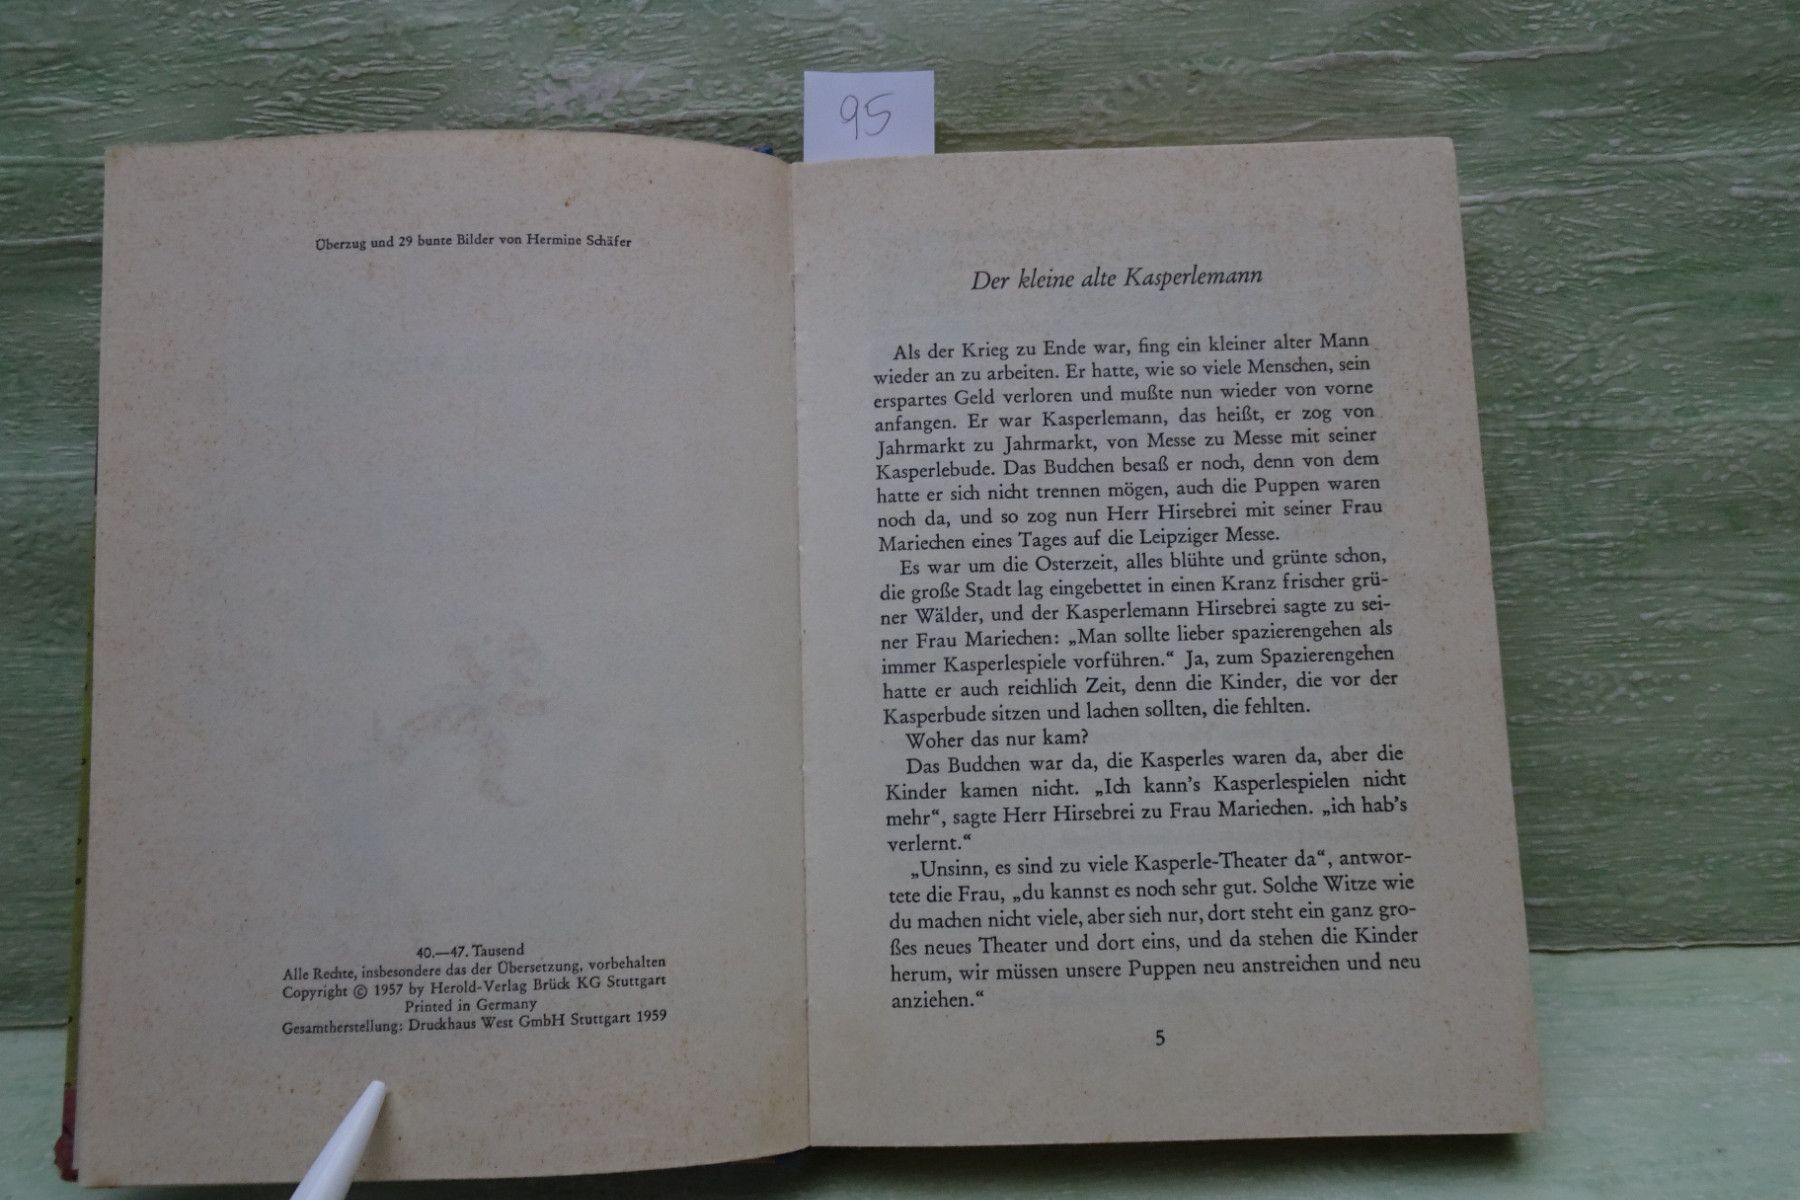 95
Überzug und 29 bunte Bilder von Hermine Schäfer
40.—47. Tausend
Alle Rechte, insbesondere das der Übersetzung, vorbehalten
Copyright © 1957 by Herold-Verlag Brück KG Stuttgart
Printed in Germany
Gesamtherstellung: Druckhaus West GmbH Stuttgart 1959
Der kleine alte Kasperlemann
Als der Krieg zu Ende war, fing ein kleiner alter Mann
wieder an zu arbeiten. Er hatte, wie so viele Menschen, sein
erspartes Geld verloren und mußte nun wieder von vorne
anfangen. Er war Kasperlemann, das heißt, er zog von
Jahrmarkt zu Jahrmarkt, von Messe zu Messe mit seiner
Kasperlebude. Das Budchen besaß er noch, denn von dem
hatte er sich nicht trennen mögen, auch die Puppen waren
noch da, und so zog nun Herr Hirsebrei mit seiner Frau
Mariechen eines Tages auf die Leipziger Messe.
Es war um die Osterzeit, alles blühte und grünte schon,
die große Stadt lag eingebettet in einen Kranz frischer grü-
ner Wälder, und der Kasperlemann Hirsebrei sagte zu sei-
ner Frau Mariechen: „Man sollte lieber spazierengehen als
immer Kasperlespiele vorführen.“ Ja, zum Spazierengehen
hatte er auch reichlich Zeit, denn die Kinder, die vor der
Kasperbude sitzen und lachen sollten, die fehlten.
Woher das nur kam?
Das Budchen war da, die Kasperles waren da, aber die
Kinder kamen nicht. „Ich kann's Kasperlespielen nicht
mehr“, sagte Herr Hirsebrei zu Frau Mariechen. „ich hab's
verlernt.“
„Unsinn, es sind zu viele Kasperle-Theater da“, antwor-
tete die Frau, „du kannst es noch sehr gut. Solche Witze wie
du machen nicht viele, aber sieh nur, dort steht ein ganz gro-
ßes neues Theater und dort eins, und da stehen die Kinder
herum, wir müssen unsere Puppen neu anstreichen und neu
anziehen.“
5